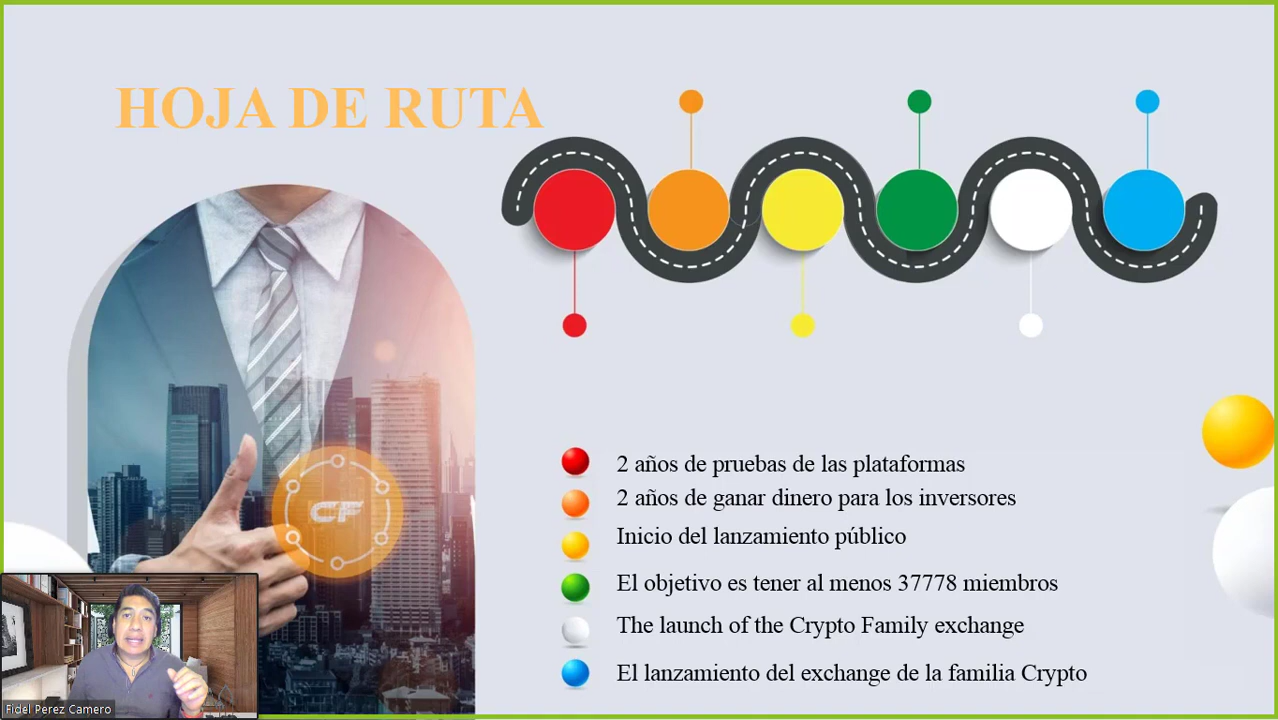 HOJA DE RUTA
CF
2 años de pruebas de las plataformas
2 años de ganar dinero para los inversores
Inicio del lanzamiento público
El objetivo es tener al menos 37778 miembros
The launch of the Crypto Family exchange
El lanzamiento del exchange de la familia Crypto
Fidel Perez Camero